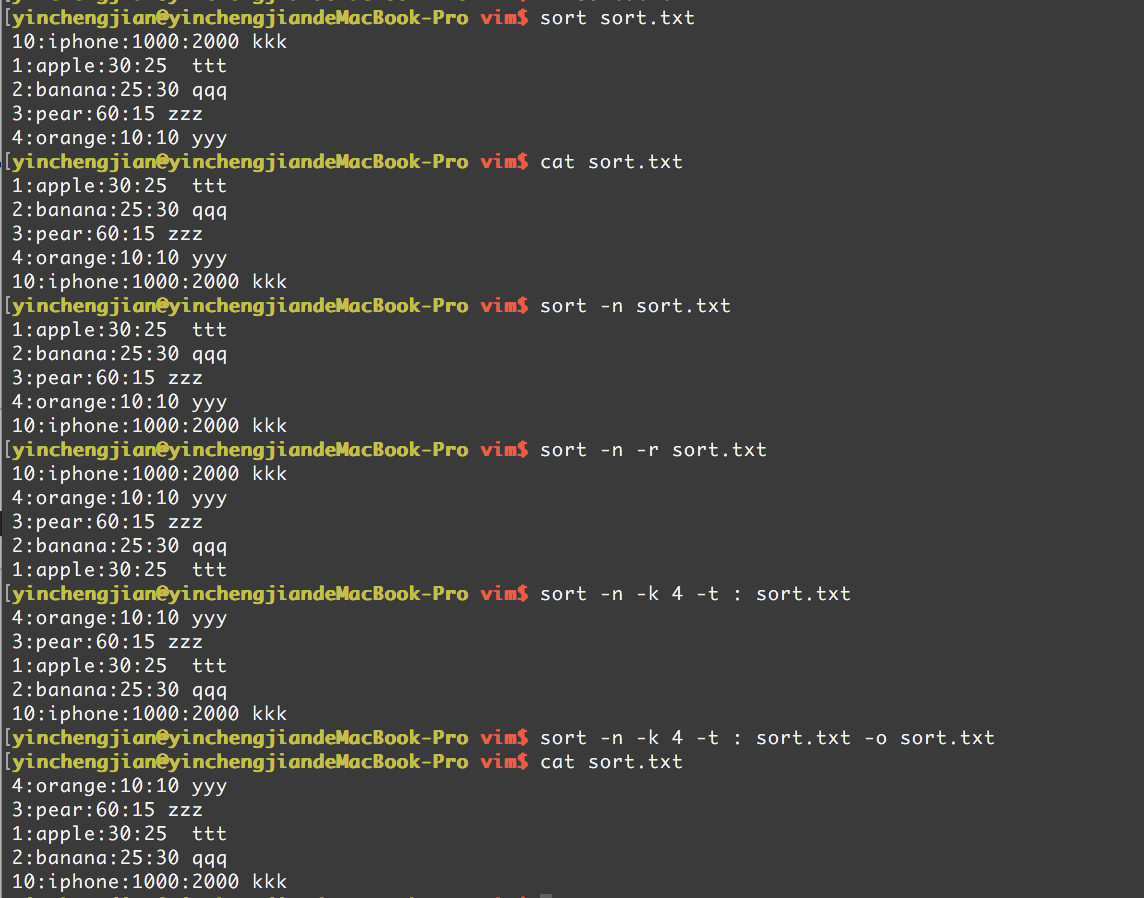 [yinchengjian@yinchengjiandeMacBook-Pro vim$ sort sort.txt
10:iphone:1000:2000 kkk
1:apple:30:25  ttt
2:banana:25:30 qqq
3:pear:60:15 zzz
4:orange:10:10 yyy
[yinchengjian@yinchengjiandeMacBook-Pro vim$ cat sort.txt
1:apple:30:25  ttt
2:banana:25:30 qqq
3:pear:60:15 zzz
4:orange:10:10 yyy
10:iphone:1000:2000 kkk
[yinchengjian@yinchengjiandeMacBook-Pro vim$ sort -n sort.txt
1:apple:30:25  ttt
2:banana:25:30 qqq
3:pear:60:15 zzz
4:orange:10:10 yyy
10:iphone:1000:2000 kkk
[yinchengjian@yinchengjiandeMacBook-Pro vim$ sort -n -r sort.txt
10:iphone:1000:2000 kkk
4:orange:10:10 yyy
3:pear:60:15 zzz
2:banana:25:30 qqq
1:apple:30:25  ttt
[yinchengjian@yinchengjiandeMacBook-Pro vim$ sort -n -k 4 -t : sort.txt
4:orange:10:10 yyy
3:pear:60:15 zzz
1:apple:30:25  ttt
2:banana:25:30 qqq
10:iphone:1000:2000 kkk
[yinchengjian@yinchengjiandeMacBook-Pro vim$ sort -n -k 4 -t : sort.txt -o sort.txt
[yinchengjian@yinchengjiandeMacBook-Pro vim$ cat sort.txt
4:orange:10:10 yyy
3:pear:60:15 zzz
1:apple:30:25  ttt
2:banana:25:30 qqq
10:iphone:1000:2000 kkk